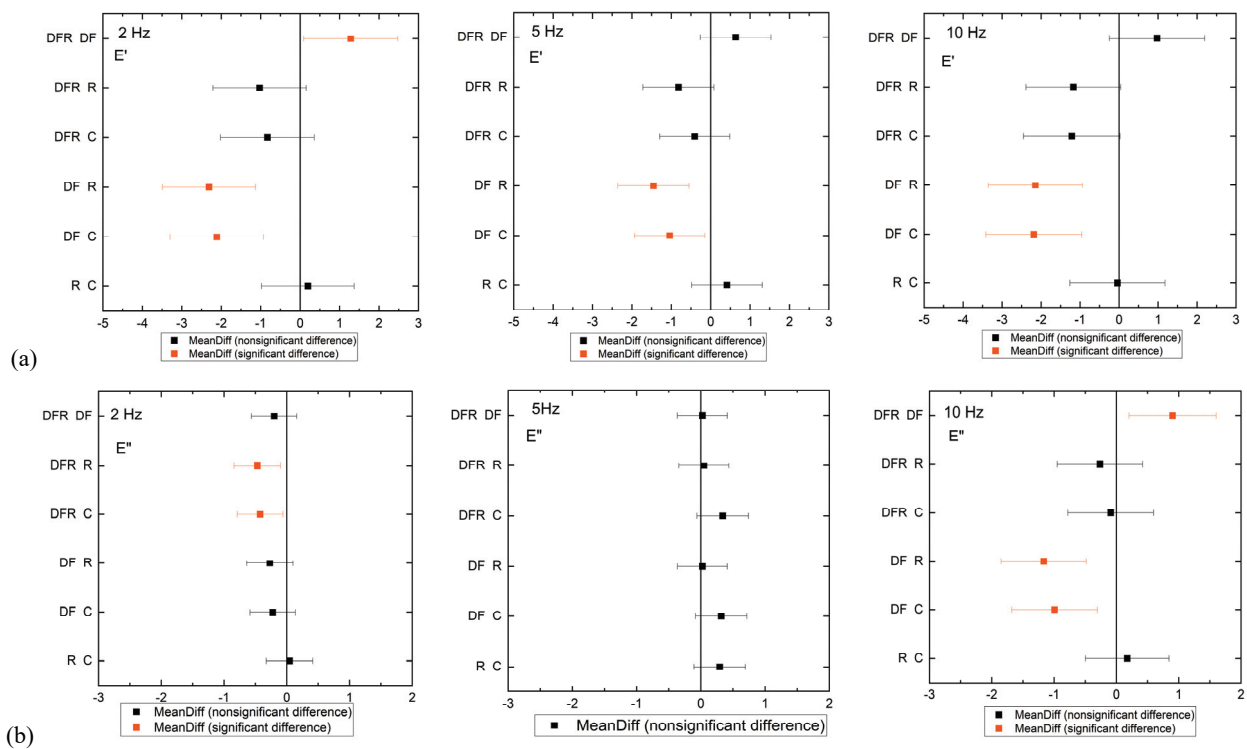 2 Hz
E'
DFR DF
DFR R
DFR C
DF R
DF C
R C
-5 -4 -3 -2 -1 0 1 2 3
MeanDiff (nonsignificant difference)
MeanDiff (significant difference)
5 Hz
E'
DFR DF
DFR R
DFR C
DF R
DF C
R C
-5 -4 -3 -2 -1 0 1 2 3
MeanDiff (nonsignificant difference)
MeanDiff (significant difference)
10 Hz
E'
DFR DF
DFR R
DFR C
DF R
DF C
R C
-5 -4 -3 -2 -1 0 1 2 3
MeanDiff (nonsignificant difference)
MeanDiff (significant difference)
(a)
2 Hz
E"
DFR DF
DFR R
DFR C
DF R
DF C
R C
-3 -2 -1 0 1 2
MeanDiff (nonsignificant difference)
MeanDiff (significant difference)
5Hz
E"
DFR DF
DFR R
DFR C
DF R
DF C
R C
-3 -2 -1 0 1 2
MeanDiff (nonsignificant difference)
10 Hz
E"
DFR DF
DFR R
DFR C
DF R
DF C
R C
-3 -2 -1 0 1 2
MeanDiff (nonsignificant difference)
MeanDiff (significant difference)
(b)